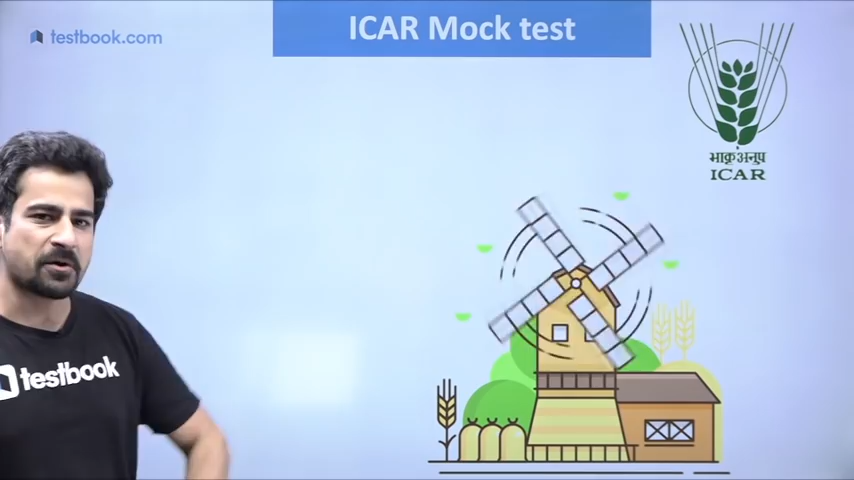 testbook.com
ICAR Mock test
भाकृअनुप
ICAR
testbook